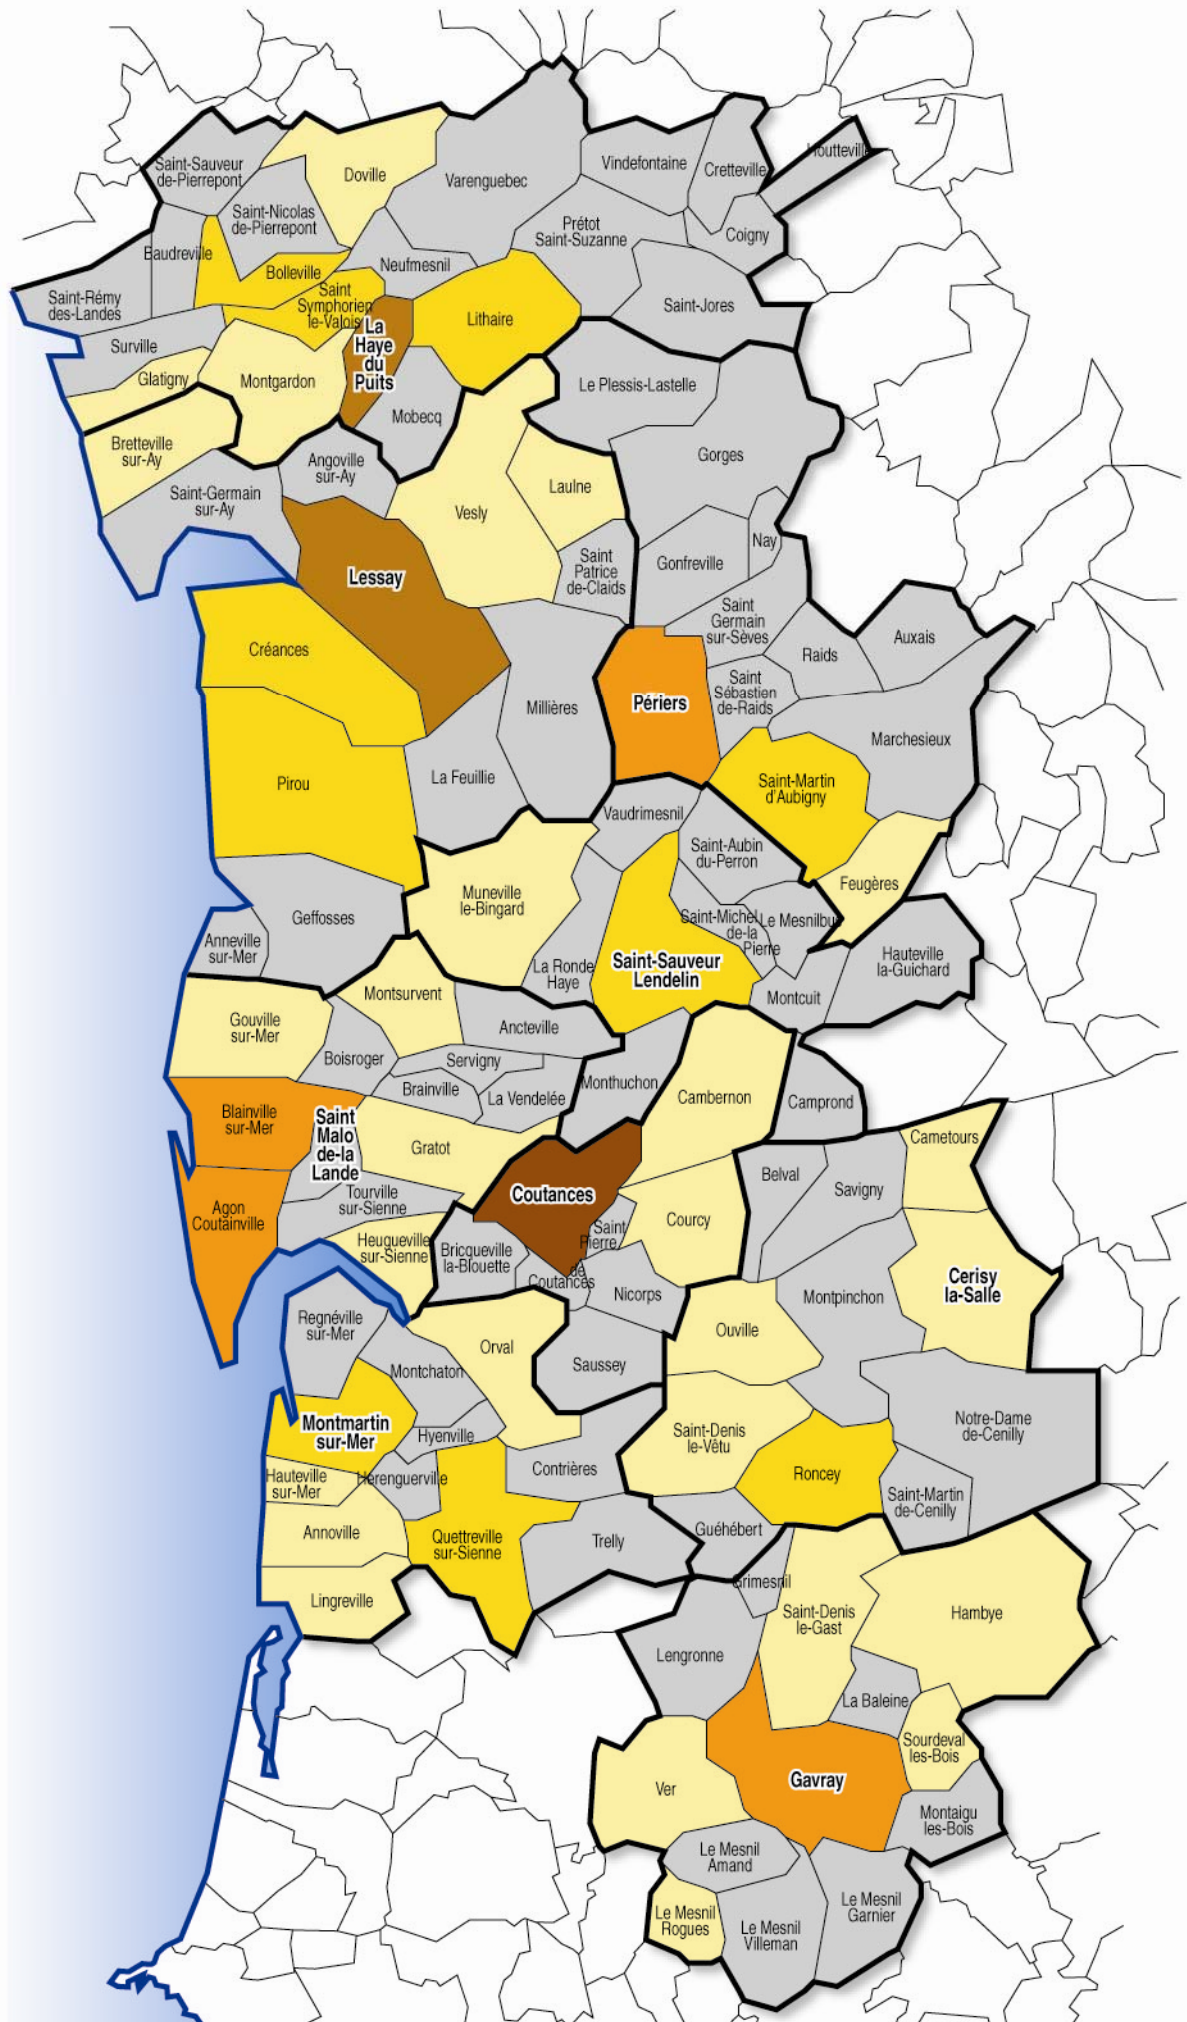 Saint-Sauveur
de-Pierrepont
Doville
Varenguebec
Vindefontaine
Cretteville
Houtteville
Saint-Nicolas
de-Pierrepont
Prétot
Saint-Suzanne
Coigny
Baudreville
Bolleville
Neufmesnil
Saint-Rémy
des-Landes
Saint
Symphorien
le-Valois
Lithaire
Saint-Jores
Surville
La
Haye
du
Puits
Glatigny
Montgardon
Le Plessis-Lastelle
Mobecq
Bretteville
sur-Ay
Angoville
sur-Ay
Gorges
Saint-Germain
sur-Ay
Vesly
Laulne
Nay
Lessay
Saint
Patrice
de-Claids
Gonfreville
Saint
Germain
sur-Sèves
Créances
Raids
Auxais
Millières
Périers
Saint
Sébastien
de-Raids
Marchesieux
Pirou
La Feuillie
Saint-Martin
d'Aubigny
Vaudrimesnil
Saint-Aubin
du-Perron
Muneville
le-Bingard
Feugères
Geffosses
Anneville
sur-Mer
Saint-Michel
de-la
Pierre
Le Mesnilbu
La Ronde
Haye
Saint-Sauveur
Lendelin
Hauteville
la-Guichard
Montsurvent
Montcuit
Gouville
sur-Mer
Ancteville
Boisroger
Servigny
Brainville
La Vendelée
Monthuchon
Cambernon
Camprond
Blainville
sur-Mer
Saint
Malo
de-la
Lande
Gratot
Cametours
Belval
Savigny
Agon
Coutainville
Tourville
sur-Sienne
Coutances
Courcy
Heugueville
sur-Sienne
Bricqueville
la-Blouette
Saint
Pierre
de
Coutances
Nicorps
Cerisy
la-Salle
Montpinchon
Regnéville
sur-Mer
Orval
Ouville
Montchaton
Saussey
Montmartin
sur-Mer
Hyenville
Saint-Denis
le-Vêtu
Notre-Dame
de-Cenilly
Hauteville
sur-Mer
Herenguerville
Contrières
Roncey
Saint-Martin
de-Cenilly
Annoville
Quettreville
sur-Sienne
Trelly
Guéhébert
Lingreville
Grimesnil
Saint-Denis
le-Gast
Hambye
Lengronne
La Baleine
Sourdeval
les-Bois
Ver
Gavray
Montaigu
les-Bois
Le Mesnil
Amand
Le Mesnil
Rogues
Le Mesnil
Villeman
Le Mesnil
Garnier